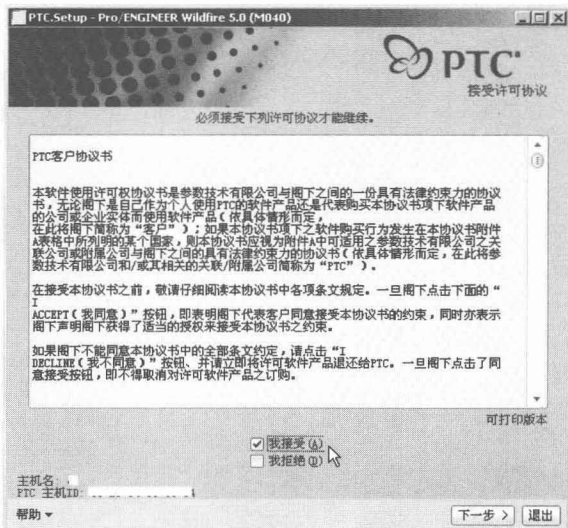 PTC.Setup - Pro/ENGINEER Wildfire 5.0 (M040)
PTC
接受许可协议
必须接受下列许可协议才能继续。
PTC客户协议书
本软件使用许可权协议书是参数技术有限公司与阁下之间的一份具有法律约束力的协议
书，无论阁下是自己作为个人使用PTC的软件产品还是代表购买本协议书项下软件产品
的公司或企业实体而使用软件产品（依具体情形而定，
在此将阁下简称为“客户”）；如果本协议书项下之软件购买行为发生在本协议书附件
A表格中所列明的某个国家，则本协议书应视为附件A中可适用之参数技术有限公司之关
联公司或附属公司与阁下之间的具有法律约束力的协议书（依具体情形而定，在此将参
数技术有限公司和/或其相关的关联/附属公司简称为“PTC”）。
在接受本协议书之前，敬请仔细阅读本协议书中各项条文规定。一旦阁下点击下面的“
I
ACCEPT（我同意）”按钮，即表明阁下代表客户同意接受本协议书的约束，同时亦表示
阁下声明阁下获得了适当的授权来接受本协议书之约束。
如果阁下不能同意本协议书中的全部条文约定，请点击“I
DECLINE（我不同意）”按钮、并请立即将许可软件产品退还给PTC。一旦阁下点击了同
意接受按钮，即不得取消对许可软件产品之订购。
可打印版本
我接受(A)
我拒绝(D)
主机名:
PTC 主机ID:
帮助
下一步 >
退出